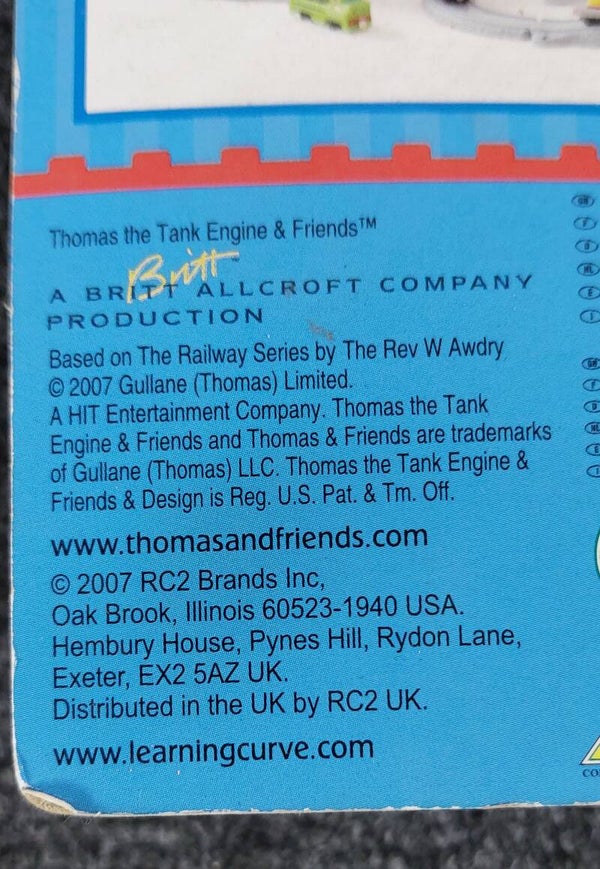 Thomas the Tank Engine & Friends™
Britt
A BRITT ALLCROFT COMPANY
PRODUCTION
Based on The Railway Series by The Rev W Awdry
© 2007 Gullane (Thomas) Limited.
A HIT Entertainment Company. Thomas the Tank
Engine & Friends and Thomas & Friends are trademarks
of Gullane (Thomas) LLC. Thomas the Tank Engine &
Friends & Design is Reg. U.S. Pat. & Tm. Off.
www.thomasandfriends.com
© 2007 RC2 Brands Inc,
Oak Brook, Illinois 60523-1940 USA.
Hembury House, Pynes Hill, Rydon Lane,
Exeter, EX2 5AZ UK.
Distributed in the UK by RC2 UK.
www.learningcurve.com